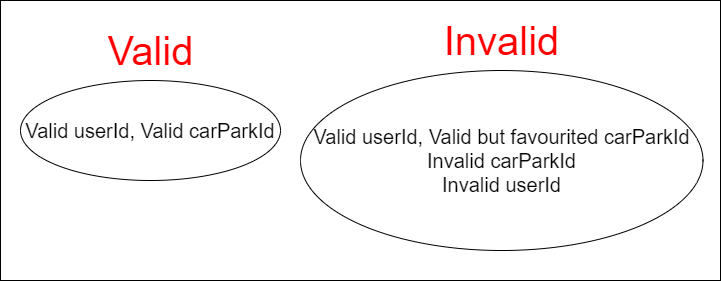 Valid
Valid userId, Valid carParkId
Invalid
Valid userId, Valid but favourited carParkId
Invalid carParkId
Invalid userId